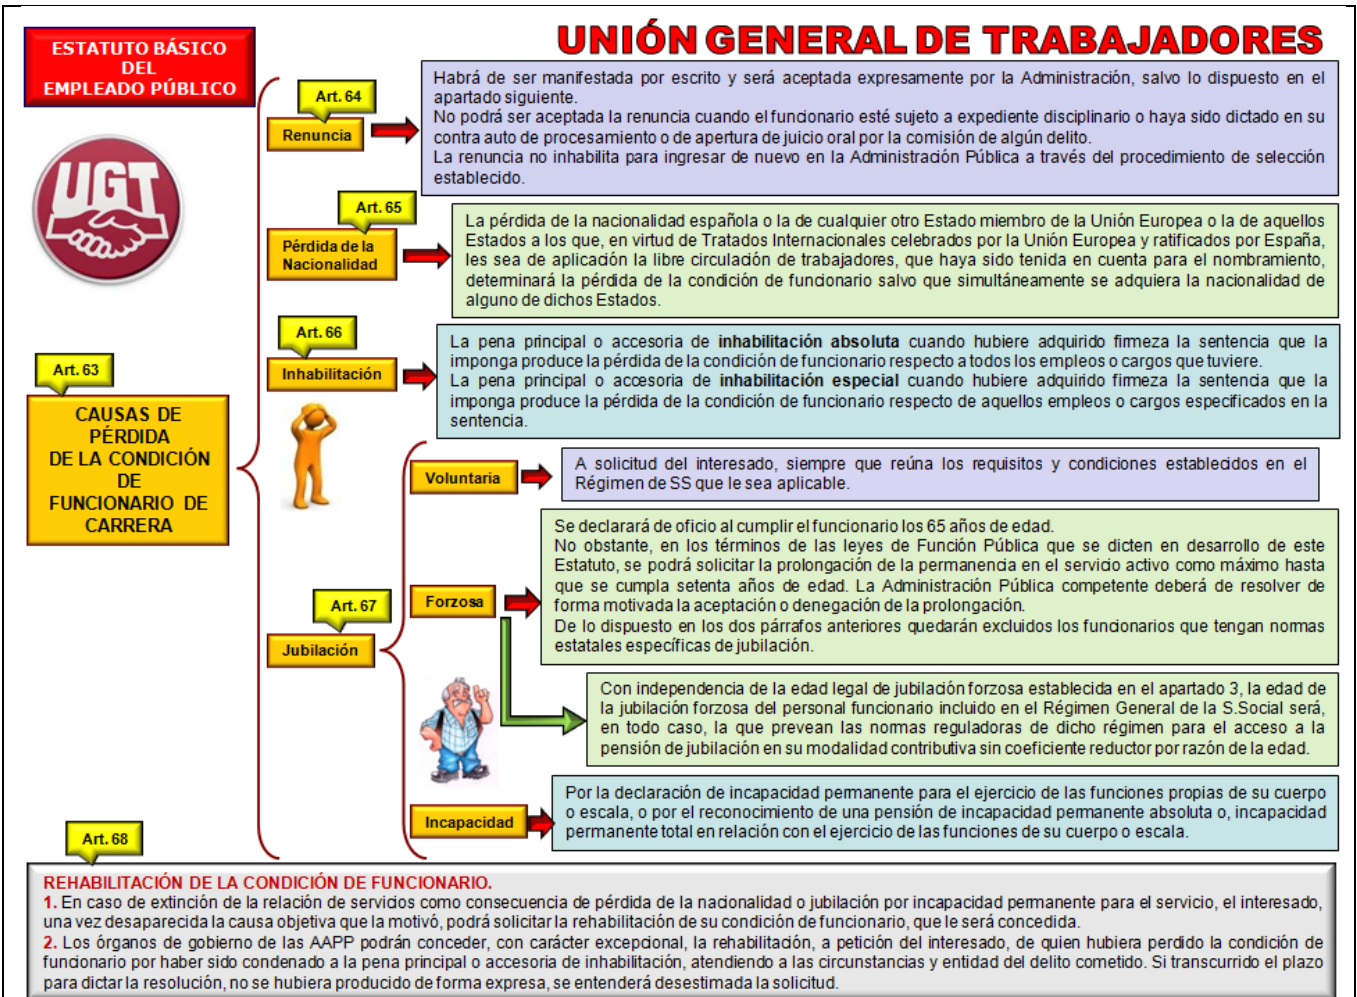 ESTATUTO BÁSICO
DEL
EMPLEADO PÚBLICO
UNIÓN GENERAL DE TRABAJADORES
UGT
Art. 63
CAUSAS DE
PÉRDIDA
DE LA CONDICIÓN
DE
FUNCIONARIO DE
CARRERA
Art. 64
Renuncia
Habrá de ser manifestada por escrito y será aceptada expresamente por la Administración, salvo lo dispuesto en el
apartado siguiente.
No podrá ser aceptada la renuncia cuando el funcionario esté sujeto a expediente disciplinario o haya sido dictado en su
contra auto de procesamiento o de apertura de juicio oral por la comisión de algún delito.
La renuncia no inhabilita para ingresar de nuevo en la Administración Pública a través del procedimiento de selección
establecido.
Art. 65
Pérdida de la
Nacionalidad
La pérdida de la nacionalidad española o la de cualquier otro Estado miembro de la Unión Europea o la de aquellos
Estados a los que, en virtud de Tratados Internacionales celebrados por la Unión Europea y ratificados por España,
les sea de aplicación la libre circulación de trabajadores, que haya sido tenida en cuenta para el nombramiento,
determinará la pérdida de la condición de funcionario salvo que simultáneamente se adquiera la nacionalidad de
alguno de dichos Estados.
Art. 66
Inhabilitación
La pena principal o accesoria de inhabilitación absoluta cuando hubiere adquirido firmeza la sentencia que la
imponga produce la pérdida de la condición de funcionario respecto a todos los empleos o cargos que tuviere.
La pena principal o accesoria de inhabilitación especial cuando hubiere adquirido firmeza la sentencia que la
imponga produce la pérdida de la condición de funcionario respecto de aquellos empleos o cargos especificados en la
sentencia.
Art. 67
Jubilación
Voluntaria
A solicitud del interesado, siempre que reúna los requisitos y condiciones establecidos en el
Régimen de SS que le sea aplicable.
Forzosa
Se declarará de oficio al cumplir el funcionario los 65 años de edad.
No obstante, en los términos de las leyes de Función Pública que se dicten en desarrollo de este
Estatuto, se podrá solicitar la prolongación de la permanencia en el servicio activo como máximo hasta
que se cumpla setenta años de edad. La Administración Pública competente deberá de resolver de
forma motivada la aceptación o denegación de la prolongación.
De lo dispuesto en los dos párrafos anteriores quedarán excluidos los funcionarios que tengan normas
estatales específicas de jubilación.
Con independencia de la edad legal de jubilación forzosa establecida en el apartado 3, la edad de
la jubilación forzosa del personal funcionario incluido en el Régimen General de la S.Social será,
en todo caso, la que prevean las normas reguladoras de dicho régimen para el acceso a la
pensión de jubilación en su modalidad contributiva sin coeficiente reductor por razón de la edad.
Incapacidad
Por la declaración de incapacidad permanente para el ejercicio de las funciones propias de su cuerpo
o escala, o por el reconocimiento de una pensión de incapacidad permanente absoluta o, incapacidad
permanente total en relación con el ejercicio de las funciones de su cuerpo o escala.
Art. 68
REHABILITACIÓN DE LA CONDICIÓN DE FUNCIONARIO.
1. En caso de extinción de la relación de servicios como consecuencia de pérdida de la nacionalidad o jubilación por incapacidad permanente para el servicio, el interesado,
una vez desaparecida la causa objetiva que la motivó, podrá solicitar la rehabilitación de su condición de funcionario, que le será concedida.
2. Los órganos de gobierno de las AAPP podrán conceder, con carácter excepcional, la rehabilitación, a petición del interesado, de quien hubiera perdido la condición de
funcionario por haber sido condenado a la pena principal o accesoria de inhabilitación, atendiendo a las circunstancias y entidad del delito cometido. Si transcurrido el plazo
para dictar la resolución, no se hubiera producido de forma expresa, se entenderá desestimada la solicitud.